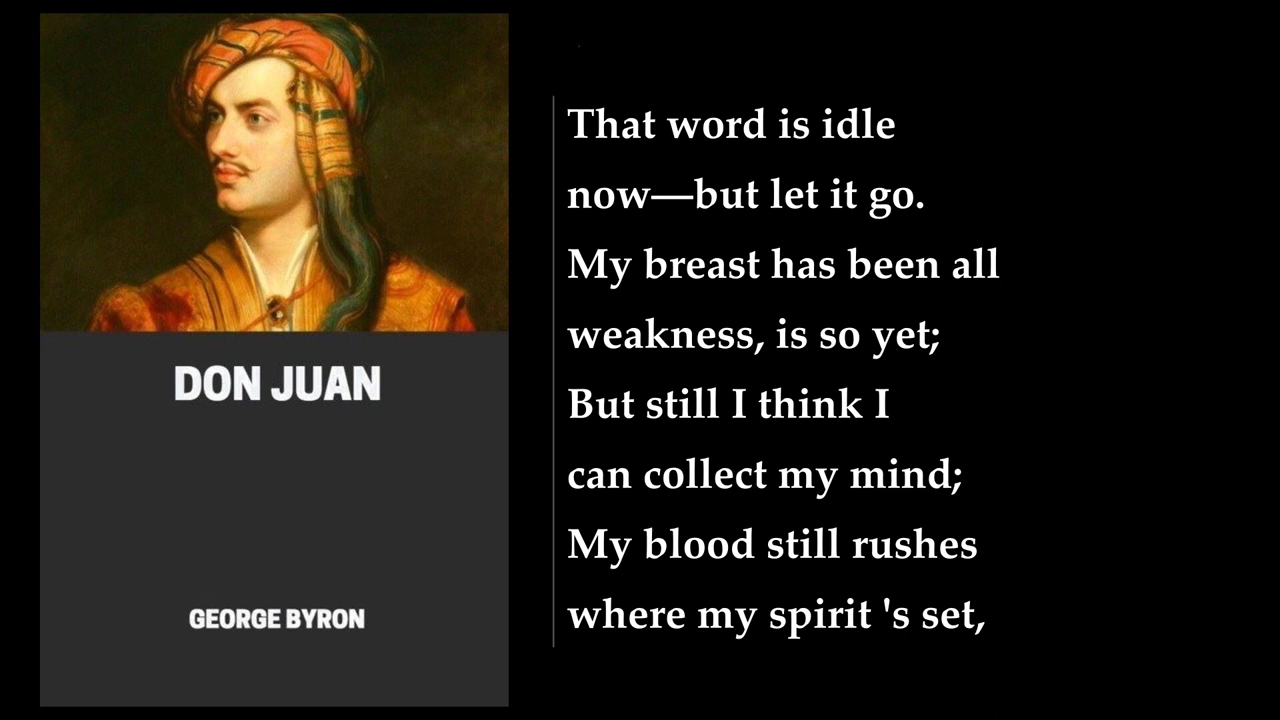 DON JUAN
GEORGE BYRON
That word is idle
now—but let it go.
My breast has been all
weakness, is so yet;
But still I think I
can collect my mind;
My blood still rushes
where my spirit 's set,